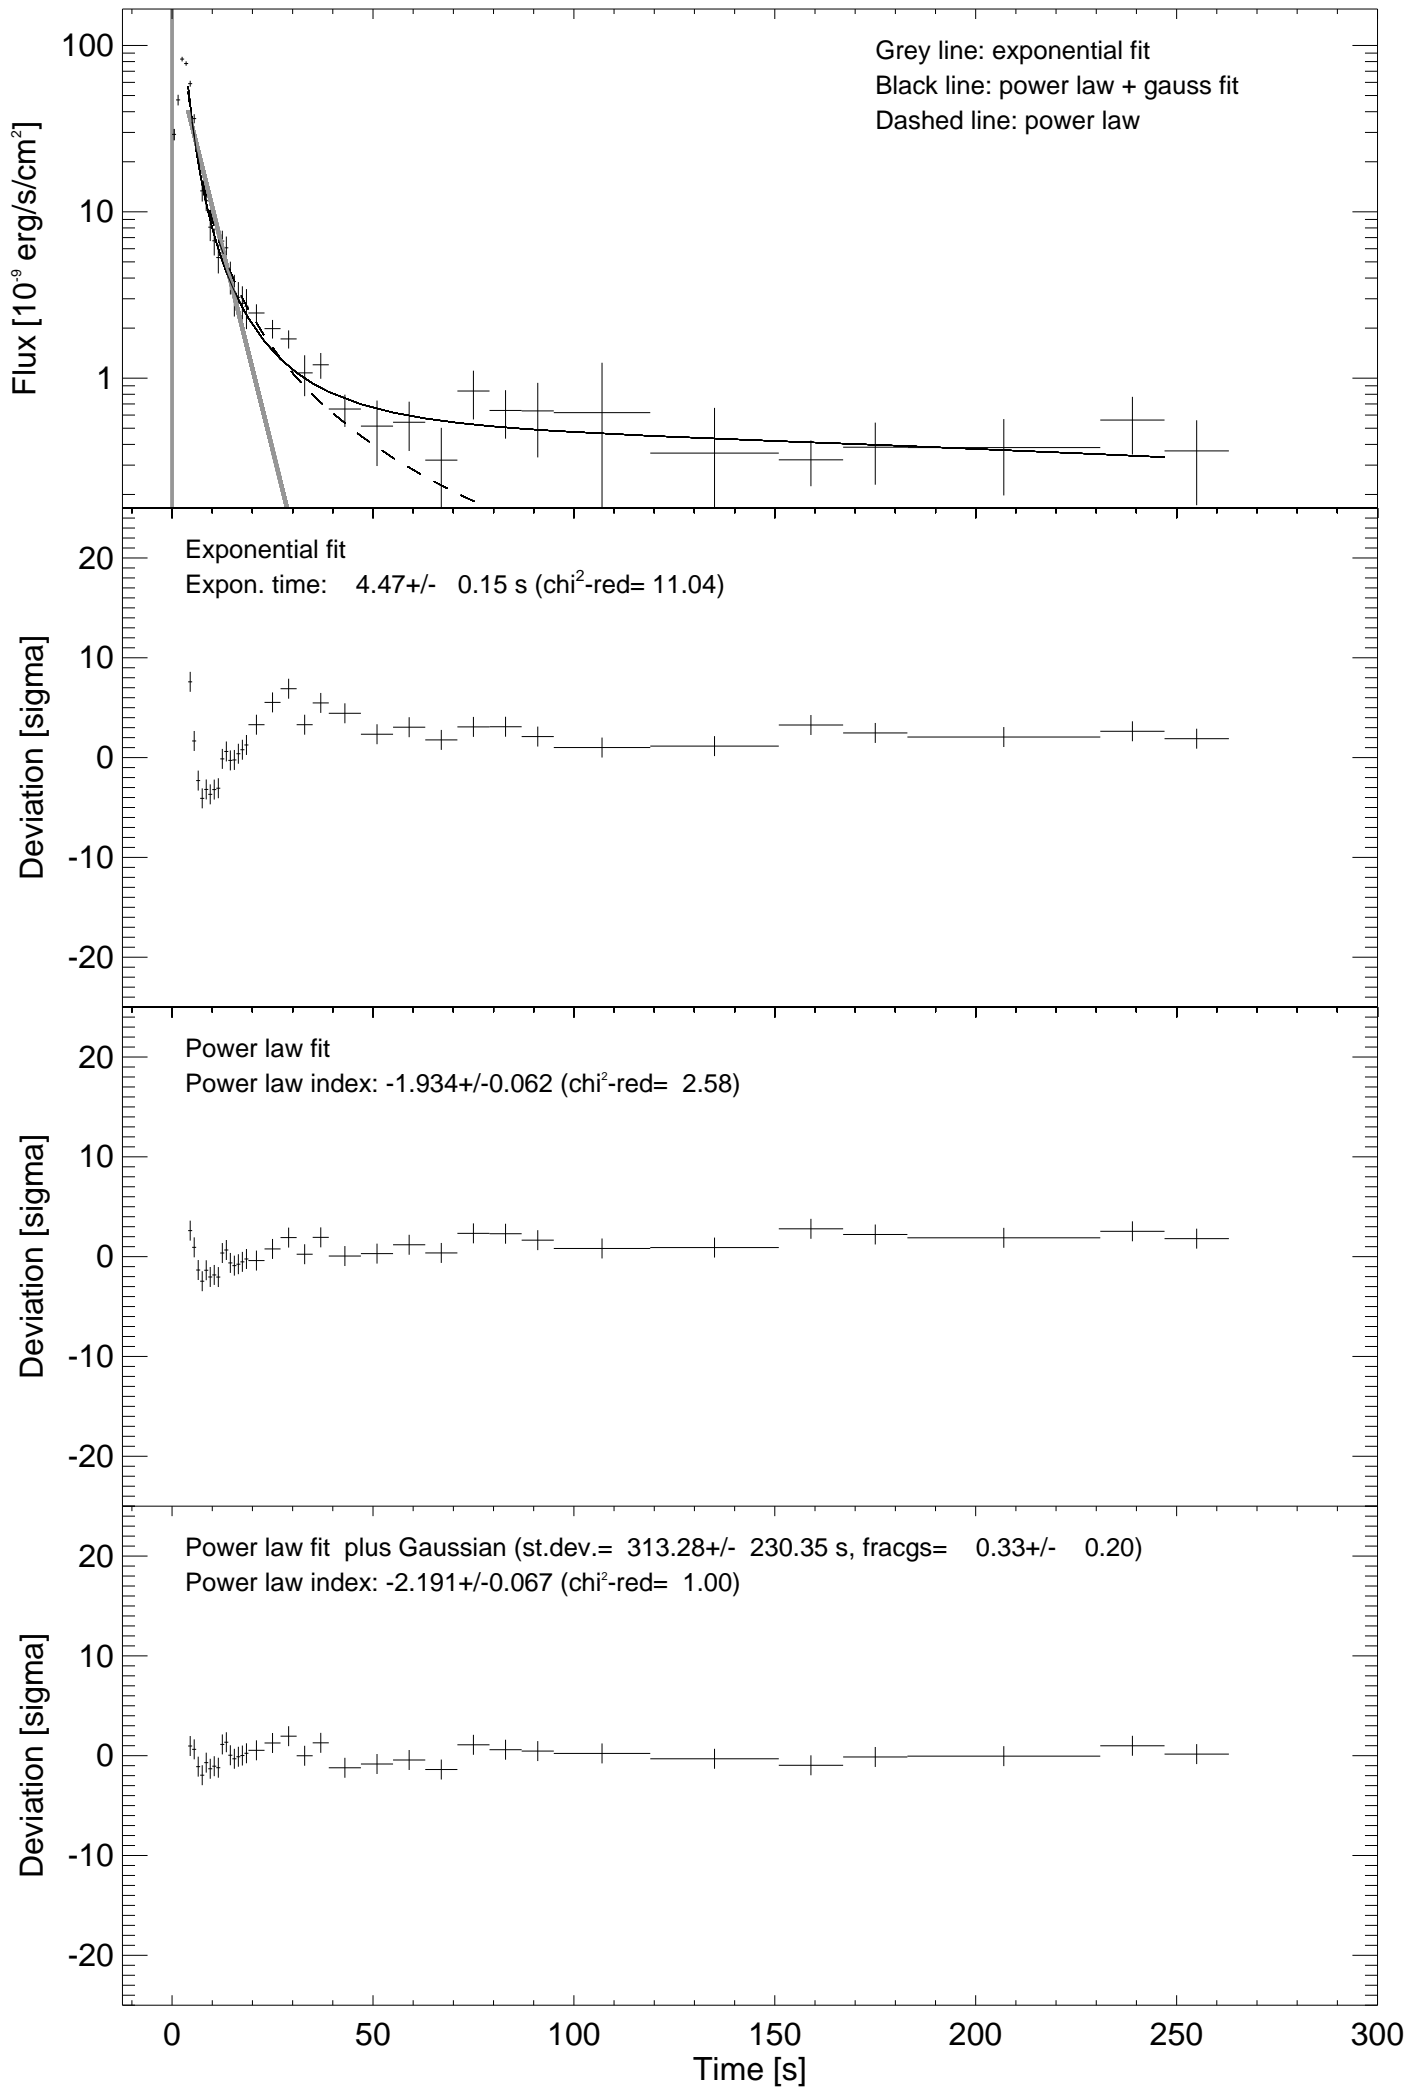 100
10
1
Flux [10⁻⁹ erg/s/cm²]
Grey line: exponential fit
Black line: power law + gauss fit
Dashed line: power law
20
10
0
-10
-20
Deviation [sigma]
Exponential fit
Expon. time: 4.47+/- 0.15 s (chi²-red= 11.04)
20
10
0
-10
-20
Deviation [sigma]
Power law fit
Power law index: -1.934+/-0.062 (chi²-red= 2.58)
20
10
0
-10
-20
Deviation [sigma]
Power law fit plus Gaussian (st.dev.= 313.28+/- 230.35 s, fracgs= 0.33+/- 0.20)
Power law index: -2.191+/-0.067 (chi²-red= 1.00)
0 50 100 150 200 250 300
Time [s]